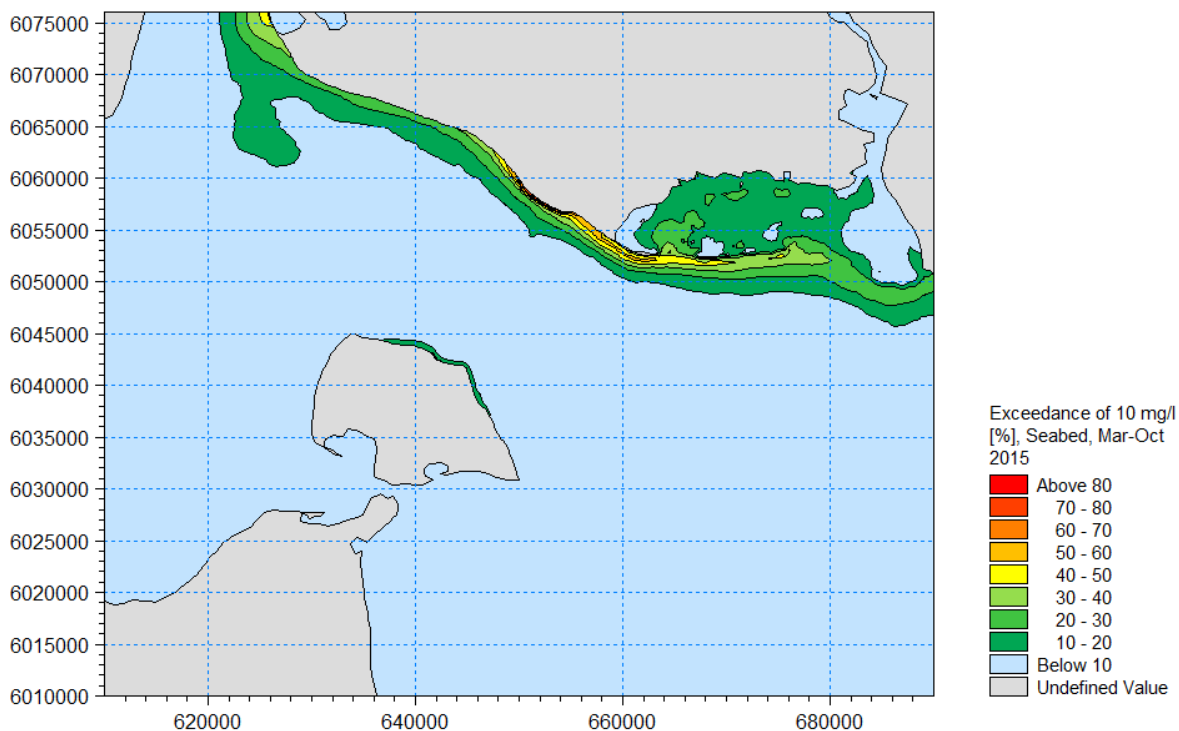 6075000
6070000
6065000
6060000
6055000
6050000
6045000
6040000
6035000
6030000
6025000
6020000
6015000
6010000
620000
640000
660000
680000
Exceedance of 10 mg/l
[%], Seabed, Mar-Oct
2015
Above 80
70 - 80
60 - 70
50 - 60
40 - 50
30 - 40
20 - 30
10 - 20
Below 10
Undefined Value